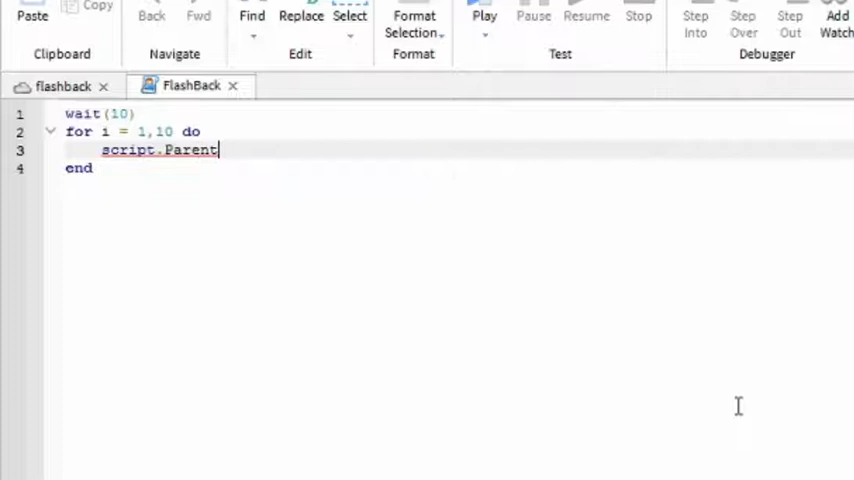 Copy
Paste
Back Fwd
Find Replace Select
Format Selection
Play Pause Resume Stop
Step Into
Step Over
Step Out
Add Watch
Clipboard Navigate Edit Format Test Debugger
flashback FlashBack
1 wait(10)
2 for i = 1,10 do
3 script.Parent
4 end